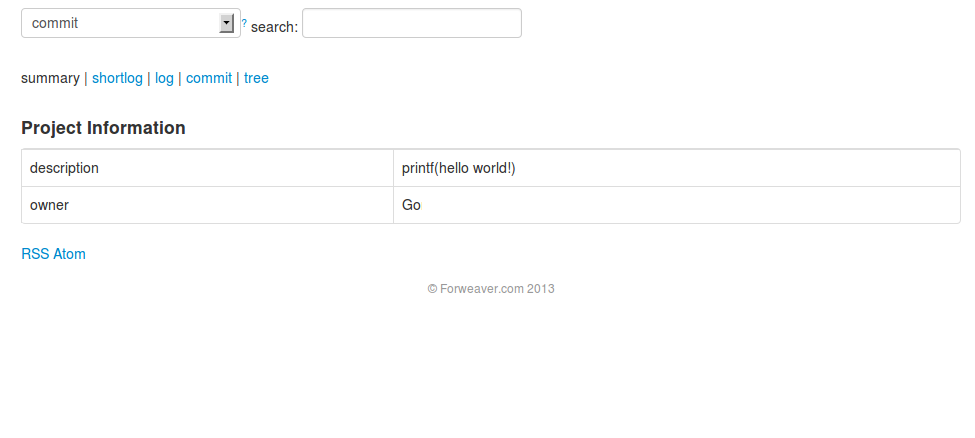 commit ? search:
summary | shortlog | log | commit | tree
Project Information
description printf(hello world!)
owner Go
RSS Atom
© Forweaver.com 2013